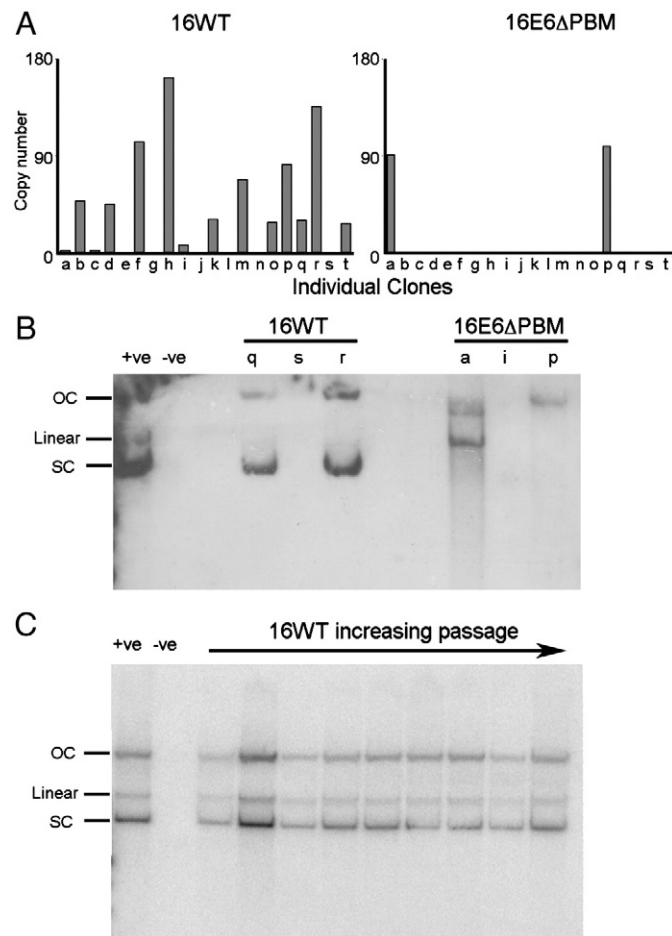 A
16WT
16E6ΔPBM
180
90
0
Copy number
a b c d e f g h i j k l m n o p q r s t
180
90
0
a b c d e f g h i j k l m n o p q r s t
Individual Clones
B
16WT
16E6ΔPBM
+ve -ve q s r a i p
OC
Linear
SC
C
16WT increasing passage
+ve -ve
OC
Linear
SC